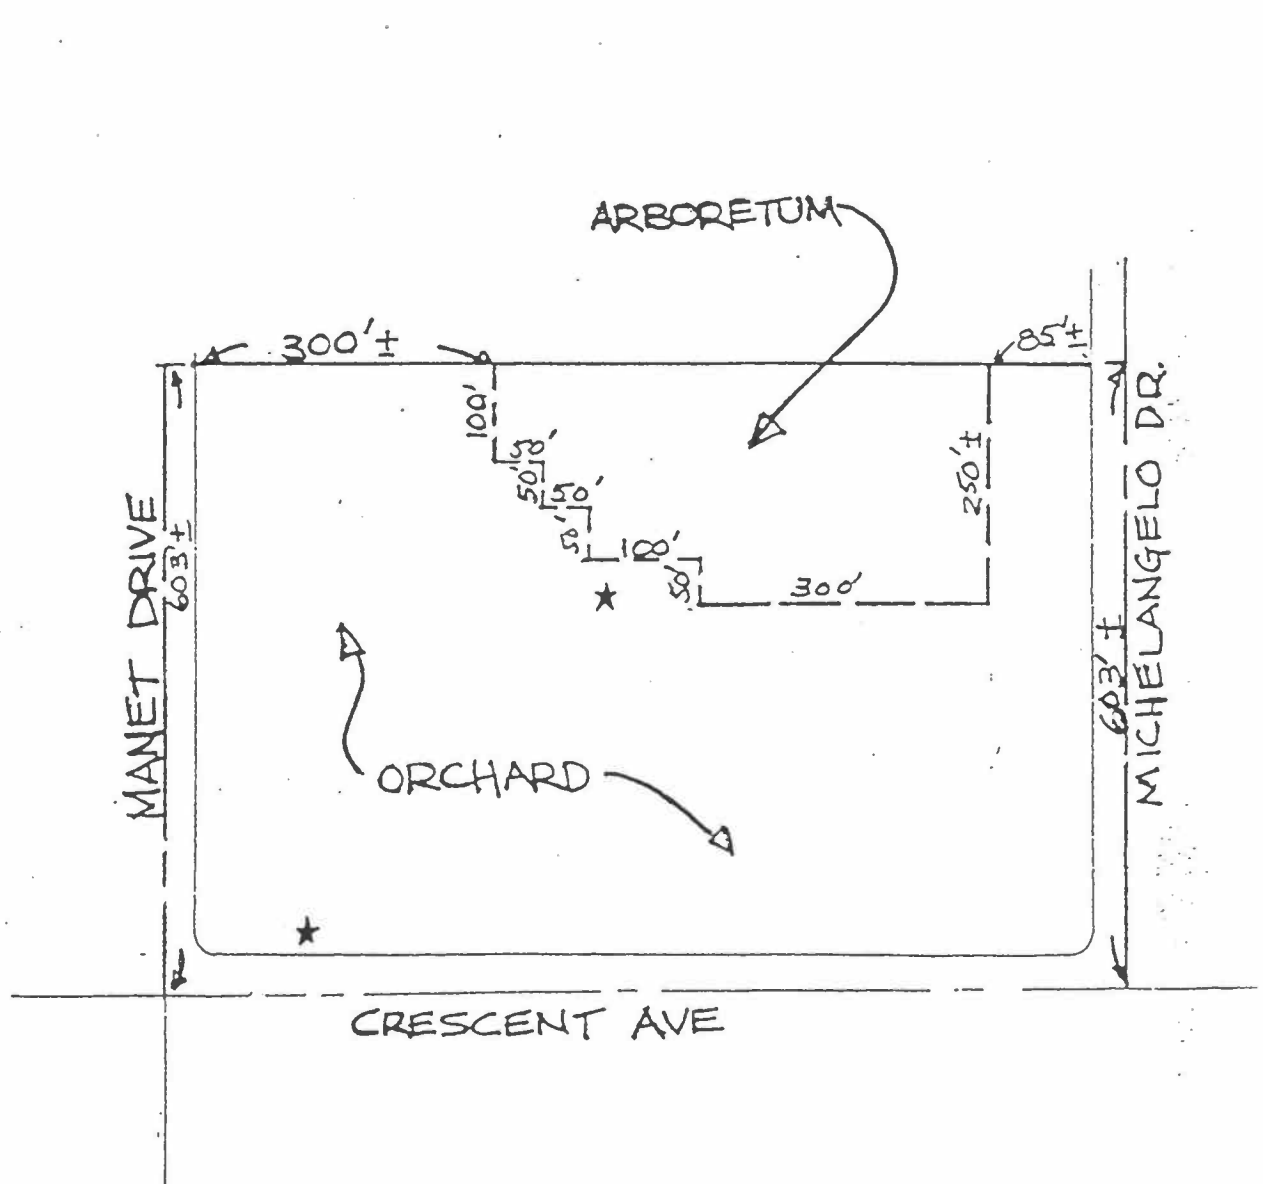 ARBORETUM
300'±
85'±
100'
50'
50'
50'
50'
100'
50'
300'
250'±
MANET DRIVE
603'±
MICHELANGELO DR.
603'±
ORCHARD
CRESCENT AVE